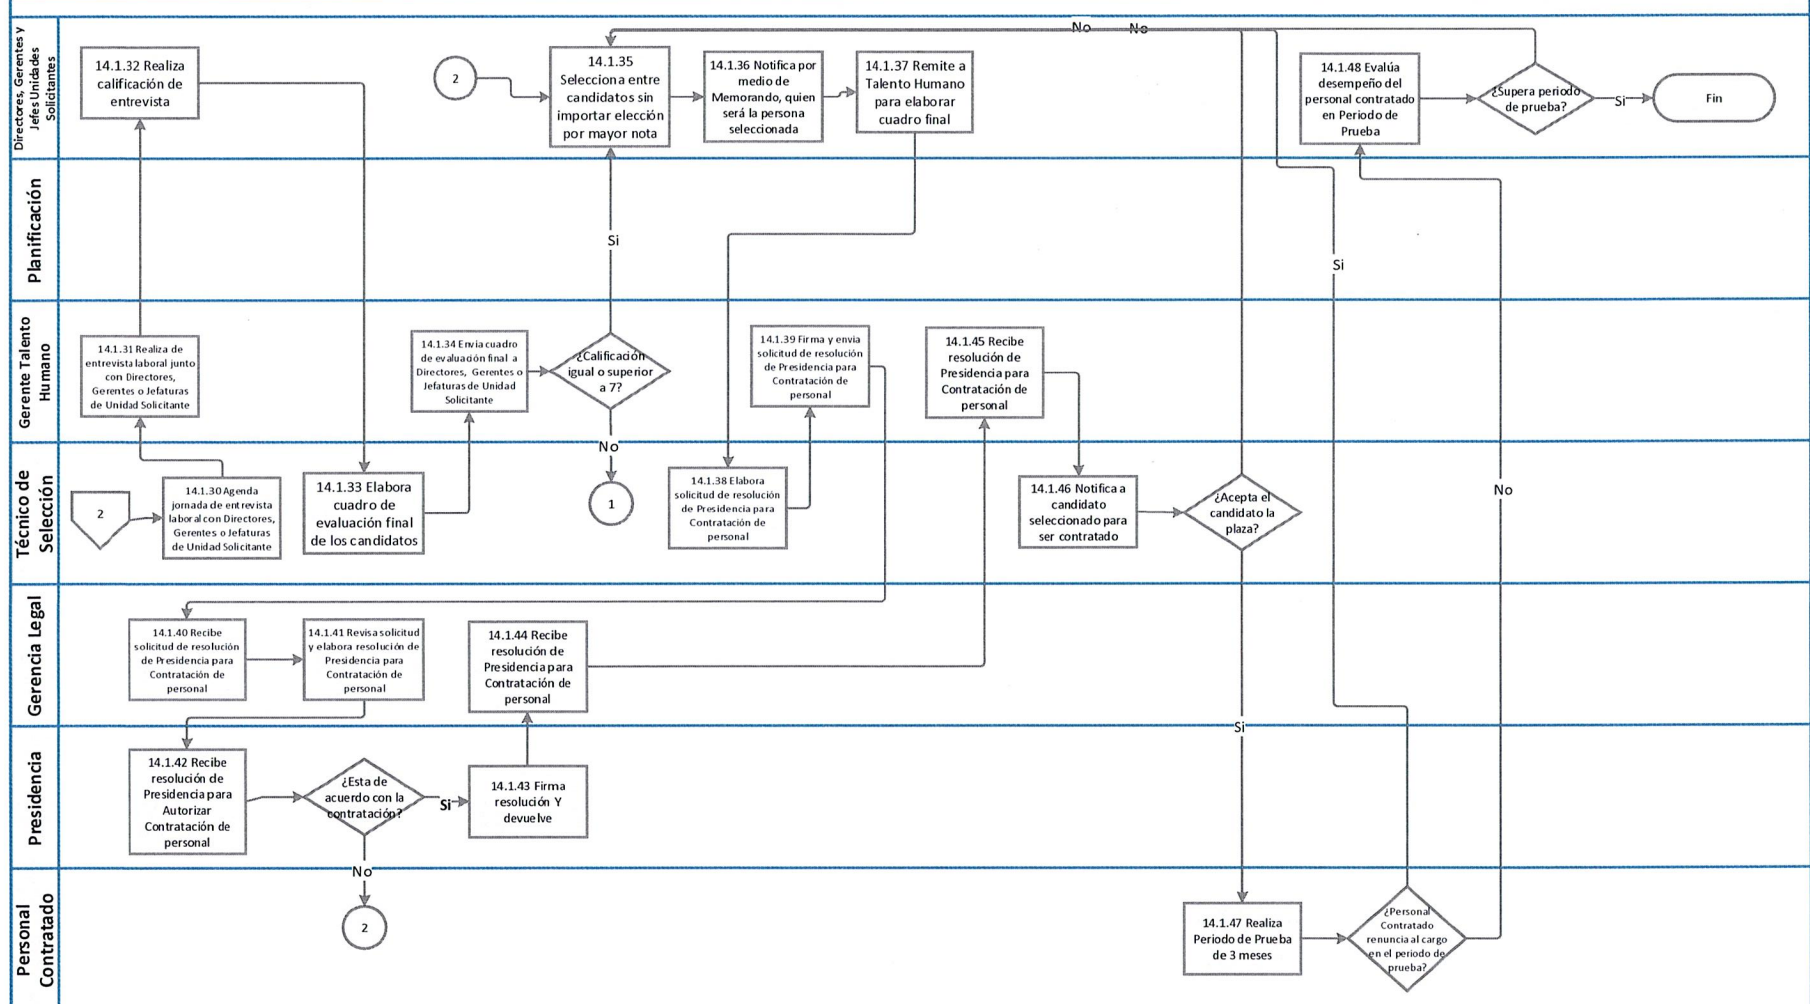 Directores, Gerentes y
Jefes Unidades
Solicitantes
14.1.32 Realiza
calificación de
entrevista
2
14.1.35
Selecciona entre
candidatos sin
importar elección
por mayor nota
14.1.36 Notifica por
medio de
Memorando, quien
será la persona
seleccionada
14.1.37 Remite a
Talento Humano
para elaborar
cuadro final
No
No
14.1.48 Evalúa
desempeño del
personal contratado
en Periodo de
Prueba
¿Supera periodo
de prueba?
Si
Fin
Planificación
Si
Si
Gerente Talento
Humano
14.1.31 Realiza de
entrevista laboral junto
con Directores,
Gerentes o Jefaturas
de Unidad Solicitante
14.1.34 Envia cuadro
de evaluación final a
Directores, Gerentes o
Jefaturas de Unidad
Solicitante
¿Calificación
igual o superior
a 7?
14.1.39 Firma y envia
solicitud de resolución
de Presidencia para
Contratación de
personal
14.1.45 Recibe
resolución de
Presidencia para
Contratación de
personal
No
Técnico de
Selección
2
14.1.30 Agenda
jornada de entrevista
laboral con Directores,
Gerentes o Jefaturas
de Unidad Solicitante
14.1.33 Elabora
cuadro de
evaluación final
de los candidatos
1
14.1.38 Elabora
solicitud de resolución
de Presidencia para
Contratación de
personal
14.1.46 Notifica a
candidato
seleccionado para
ser contratado
¿Acepta el
candidato la
plaza?
No
Gerencia Legal
14.1.40 Recibe
solicitud de resolución
de Presidencia para
Contratación de
personal
14.1.41 Revisa solicitud
y elabora resolución de
Presidencia para
Contratación de
personal
14.1.44 Recibe
resolución de
Presidencia para
Contratación de
personal
Si
Presidencia
14.1.42 Recibe
resolución de
Presidencia para
Autorizar
Contratación de
personal
¿Esta de
acuerdo con la
contratación?
Si
14.1.43 Firma
resolución Y
devuelve
No
Personal
Contratado
2
14.1.47 Realiza
Periodo de Prueba
de 3 meses
¿Personal
Contratado
renuncia al cargo
en el periodo de
prueba?